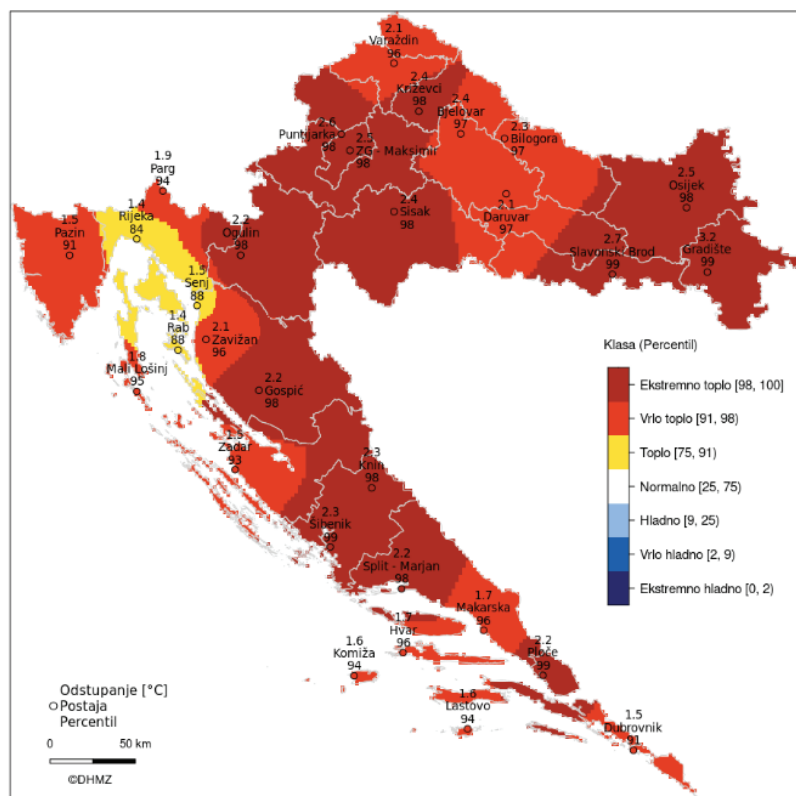 2.1
Varaždin
96
2.4
Križevci
98
2.4
Bjelovar
97
2.6
Puntijarka
98
2.5
ZG - Maksimir
98
2.3
Bilogora
97
1.9
Parg
94
2.5
Osijek
98
1.4
Rijeka
84
2.4
Sisak
98
2.1
Daruvar
97
1.5
Pazin
91
2.2
Ogulin
98
2.7
Slavonski Brod
99
3.2
Gradište
99
1.5
Senj
88
1.4
Rab
88
2.1
Zavižan
96
1.8
Mali Lošinj
95
2.2
Gospić
98
Klasa (Percentil)
Ekstremno toplo [98, 100]
Vrlo toplo [91, 98)
Toplo [75, 91)
Normalno [25, 75)
Hladno [9, 25)
Vrlo hladno [2, 9)
Ekstremno hladno [0, 2)
1.5
Zadar
93
2.3
Knin
98
2.3
Šibenik
99
2.2
Split - Marjan
98
1.7
Makarska
96
1.7
Hvar
96
1.6
Komiža
94
2.2
Ploče
99
1.6
Lastovo
94
1.5
Dubrovnik
91
Odstupanje [°C]
Postaja
Percentil
0 50 km
©DHMZ